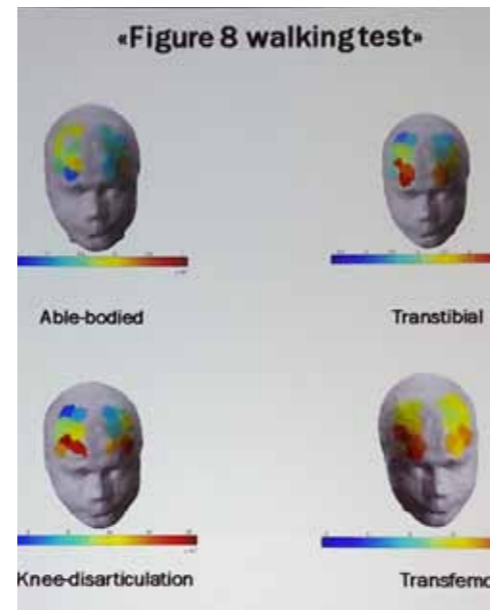 «Figure 8 walking test»
Able-bodied
Transtibial
Knee-disarticulation
Transfemo